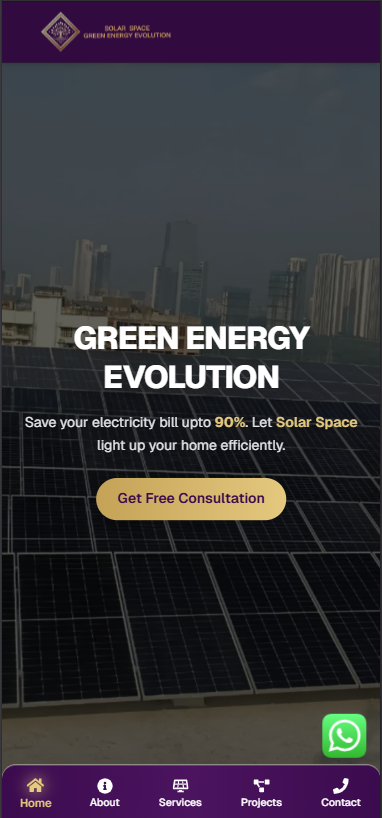 SOLAR SPACE
GREEN ENERGY EVOLUTION
GREEN ENERGY
EVOLUTION
Save your electricity bill upto 90%. Let Solar Space
light up your home efficiently.
Get Free Consultation
Home About Services Projects Contact